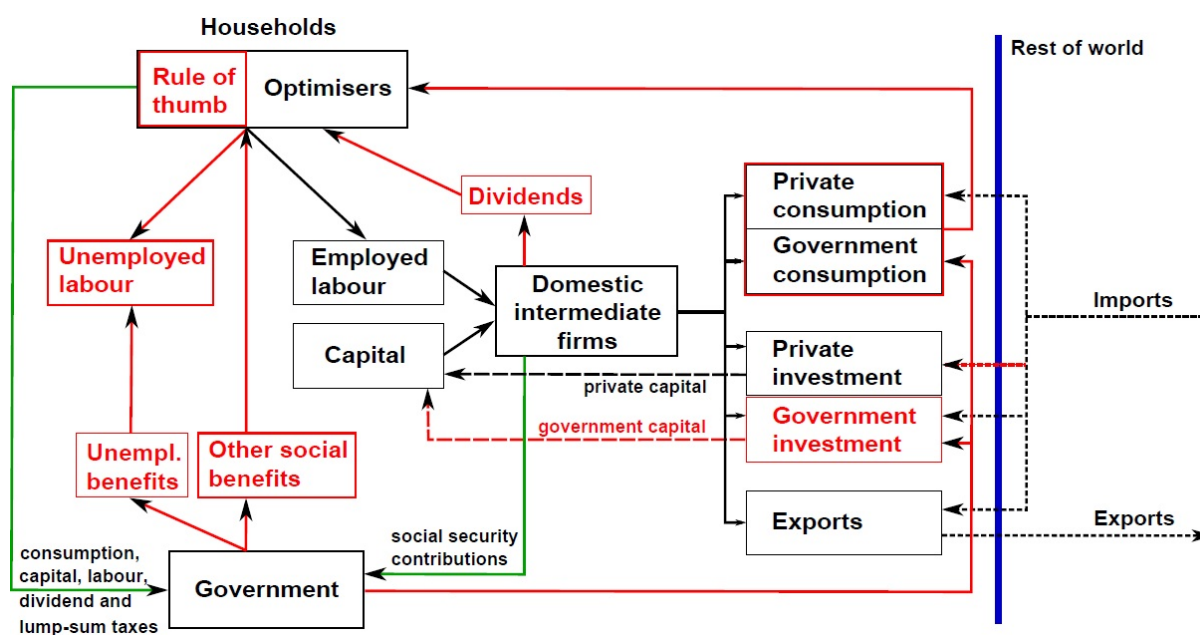 Households
Rule of
thumb
Optimisers
Rest of world
Dividends
Private
consumption
Government
consumption
Unemployed
labour
Employed
labour
Domestic
intermediate
firms
Imports
Capital
Private
investment
private capital
government capital
Government
investment
Unempl.
benefits
Other social
benefits
Exports
Exports
social security
contributions
consumption,
capital, labour,
dividend and
lump-sum taxes
Government